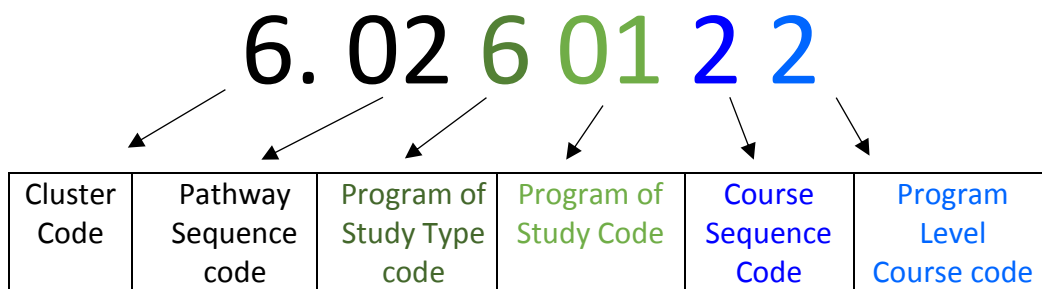 6. 02 6 01 2 2
Cluster Code
Pathway Sequence code
Program of Study Type code
Program of Study Code
Course Sequence Code
Program Level Course code